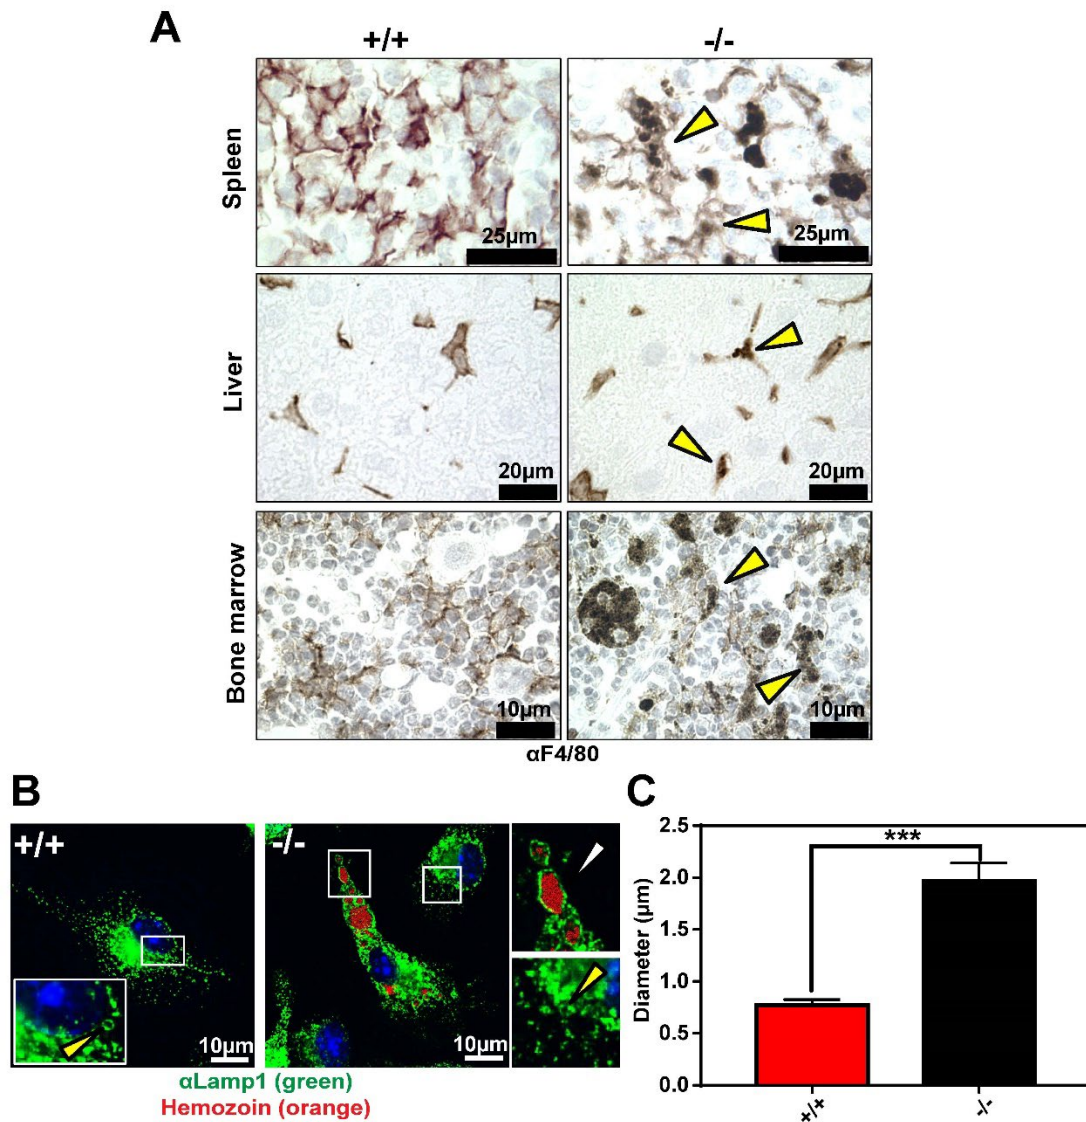 A
+/+
-/-
Spleen
25µm
25µm
Liver
20µm
20µm
Bone marrow
10µm
10µm
αF4/80
B
+/+
-/-
10µm
10µm
αLamp1 (green)
Hemozoin (orange)
C
Diameter (µm)
2.5
2.0
1.5
1.0
0.5
0.0
***
+/+
-/-